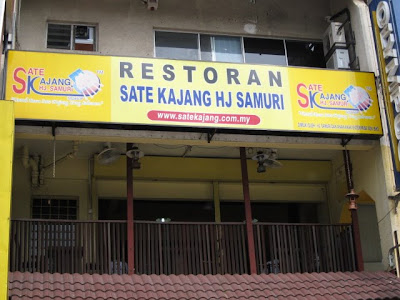 SATE
KAJANG
HJ SAMURI
RESTORAN
SATE KAJANG HJ SAMURI
www.satekajang.com.my
SATE
KAJANG
HJ SAMURI